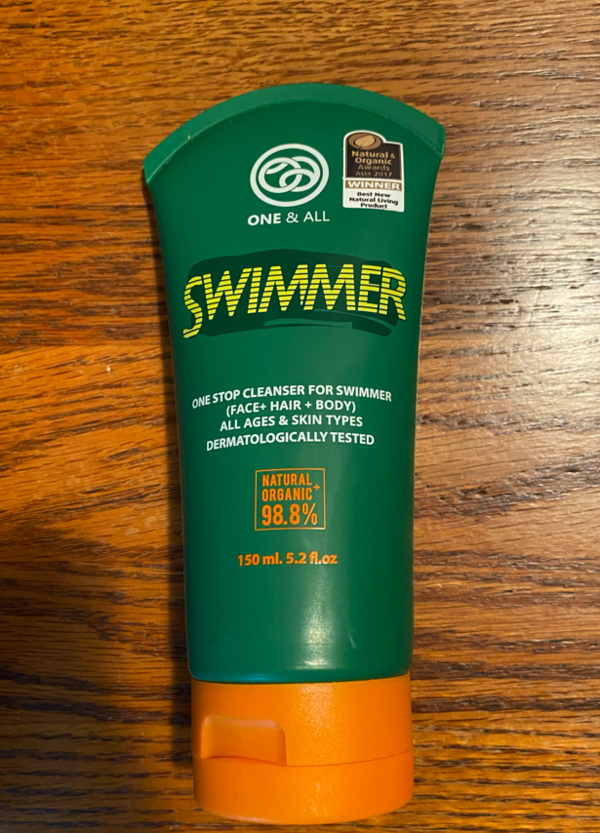 Natural &
Organic
Awards
Asia 2017
WINNER
Best New
Natural Living
Product
ONE & ALL
SWIMMER
ONE STOP CLEANSER FOR SWIMMER
(FACE+ HAIR + BODY)
ALL AGES & SKIN TYPES
DERMATOLOGICALLY TESTED
NATURAL +
ORGANIC
98.8%
150 ml. 5.2 fl.oz